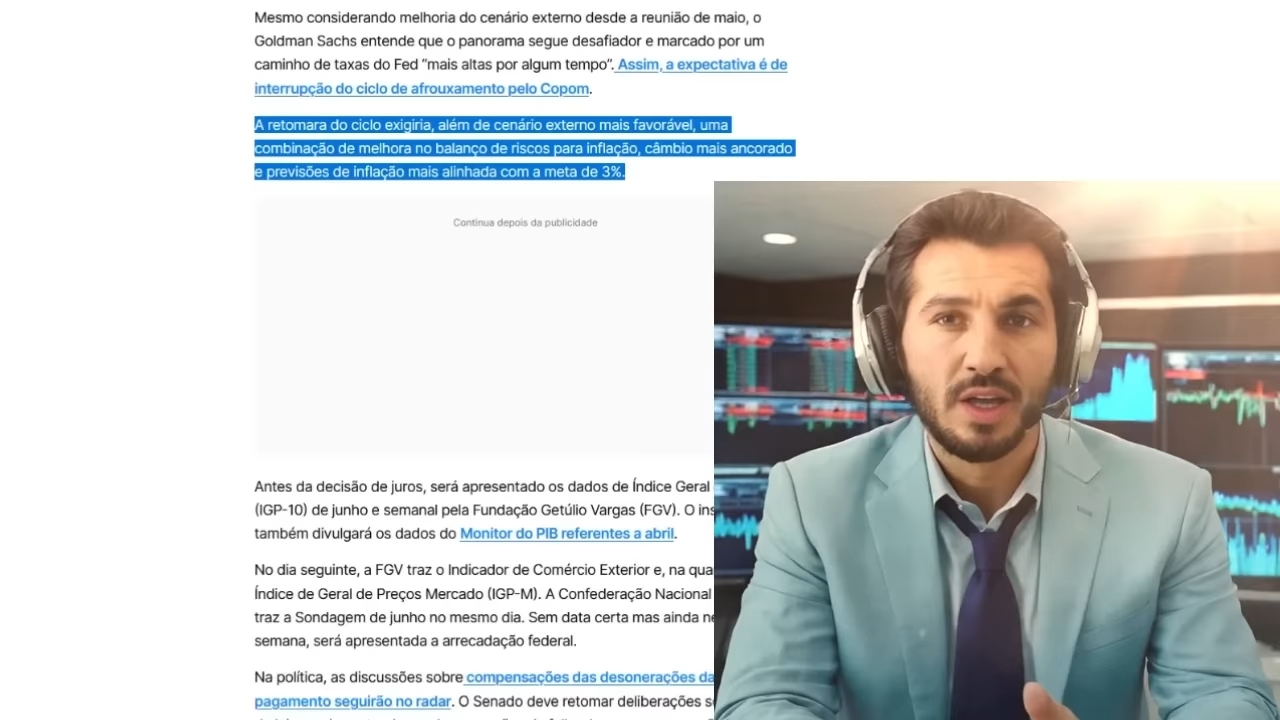 Mesmo considerando melhoria do cenário externo desde a reunião de maio, o
Goldman Sachs entende que o panorama segue desafiador e marcado por um
caminho de taxas do Fed “mais altas por algum tempo”. Assim, a expectativa é de
interrupção do ciclo de afrouxamento pelo Copom.
A retomara do ciclo exigiria, além de cenário externo mais favorável, uma
combinação de melhora no balanço de riscos para inflação, câmbio mais ancorado
e previsões de inflação mais alinhada com a meta de 3%.
Continua depois da publicidade
Antes da decisão de juros, será apresentado os dados de Índice Geral
(IGP-10) de junho e semanal pela Fundação Getúlio Vargas (FGV). O
também divulgará os dados do Monitor do PIB referentes a abril.
No dia seguinte, a FGV traz o Indicador de Comércio Exterior e, na
Índice de Geral de Preços Mercado (IGP-M). A Confederação Nacional
traz a Sondagem de junho no mesmo dia. Sem data certa mas ainda
semana, será apresentada a arrecadação federal.
Na política, as discussões sobre compensações das desonerações da
pagamento seguirão no radar. O Senado deve retomar deliberações